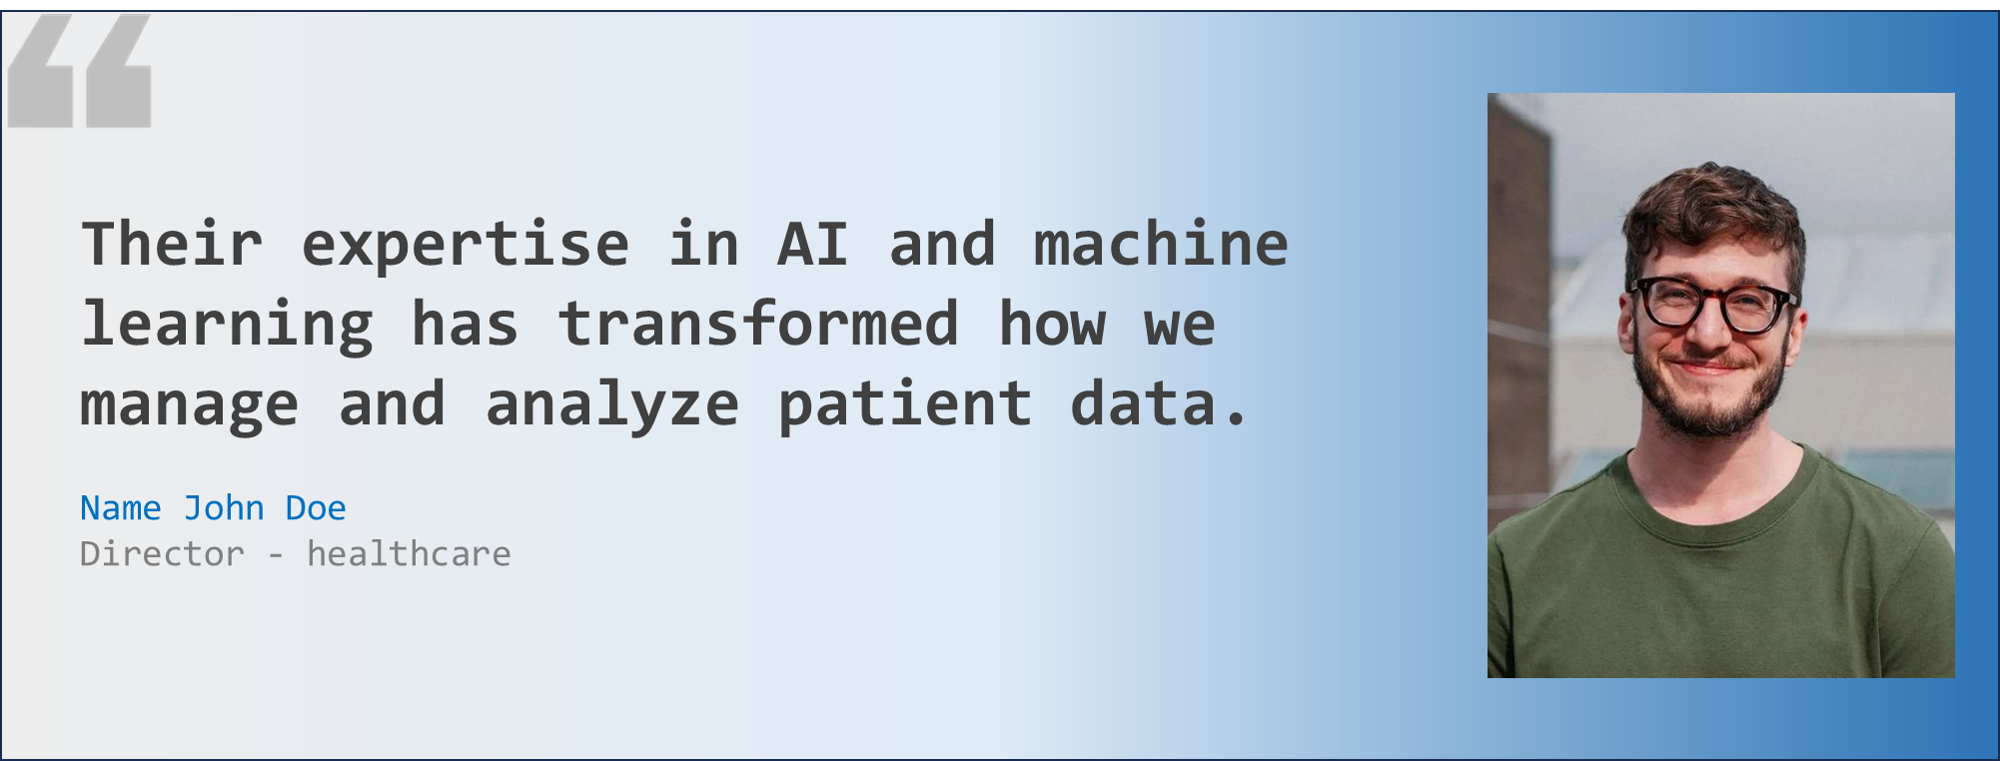 “
Their expertise in AI and machine
learning has transformed how we
manage and analyze patient data.
Name John Doe
Director - healthcare